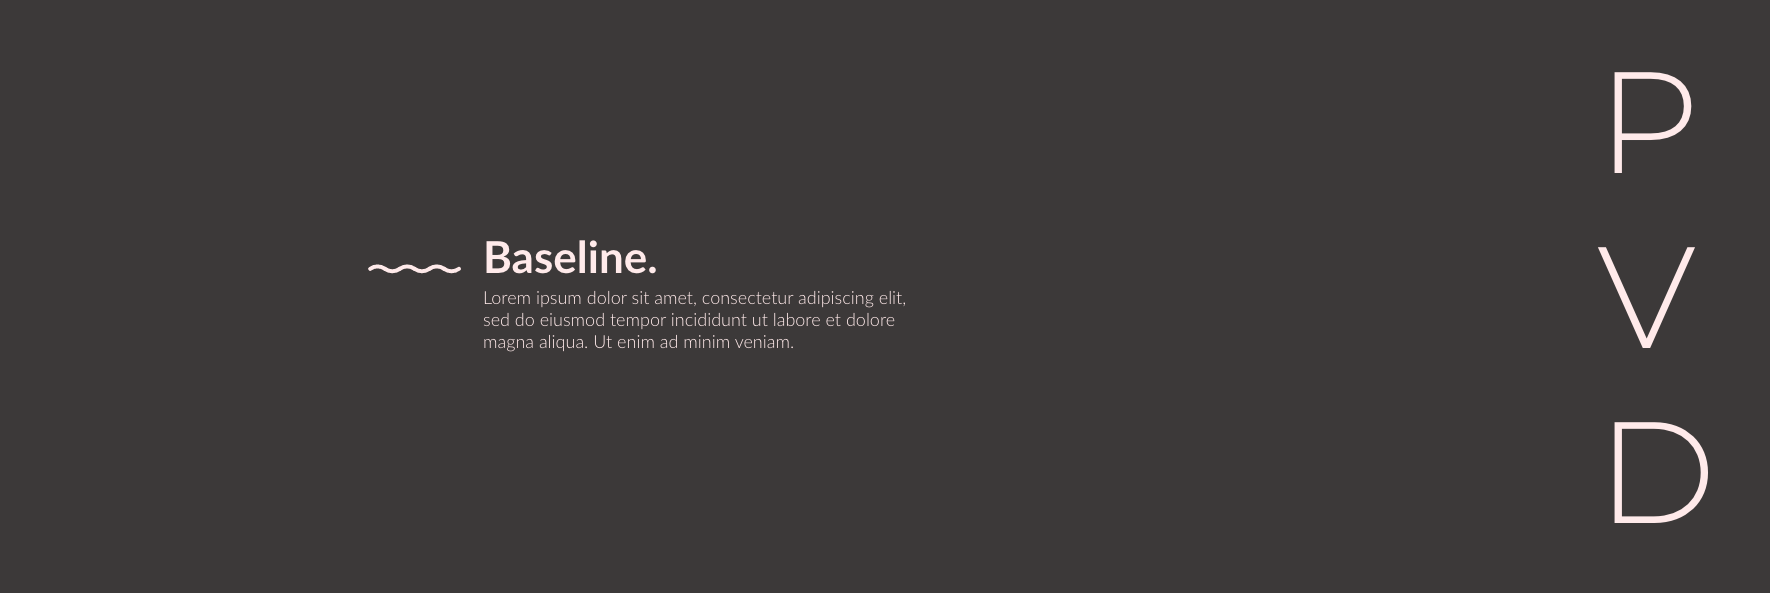 Baseline.
Lorem ipsum dolor sit amet, consectetur adipiscing elit,
sed do eiusmod tempor incididunt ut labore et dolore
magna aliqua. Ut enim ad minim veniam.
P
V
D